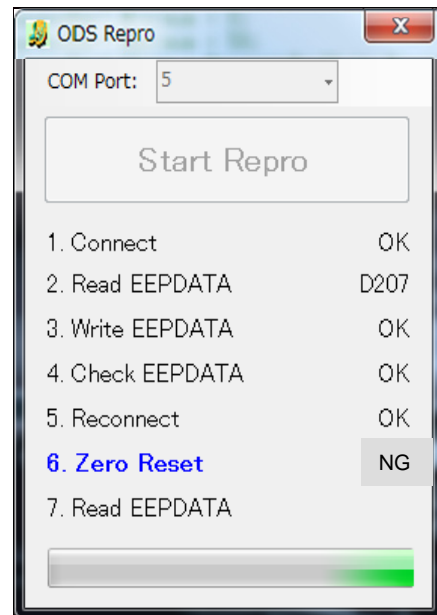 ODS Repro
X
COM Port: 5
Start Repro
1. Connect OK
2. Read EEPDATA D207
3. Write EEPDATA OK
4. Check EEPDATA OK
5. Reconnect OK
6. Zero Reset NG
7. Read EEPDATA